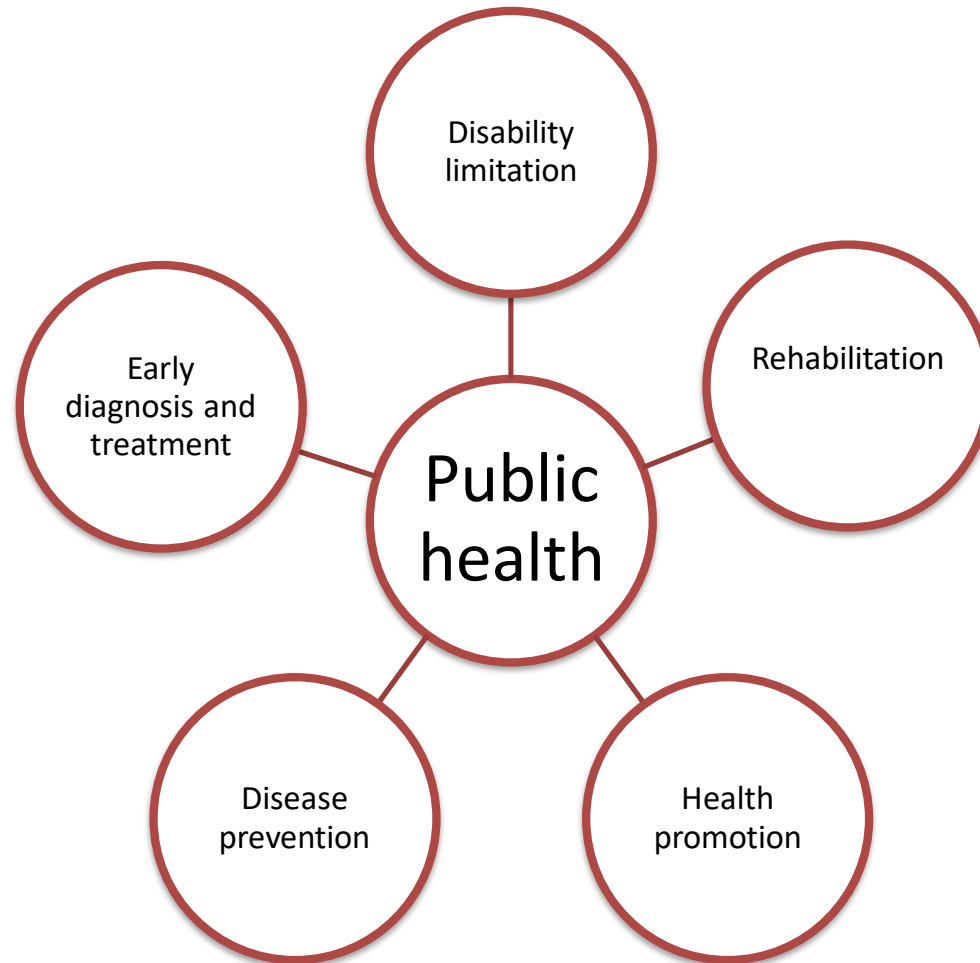 Disability
limitation
Rehabilitation
Early
diagnosis and
treatment
Public
health
Disease
prevention
Health
promotion